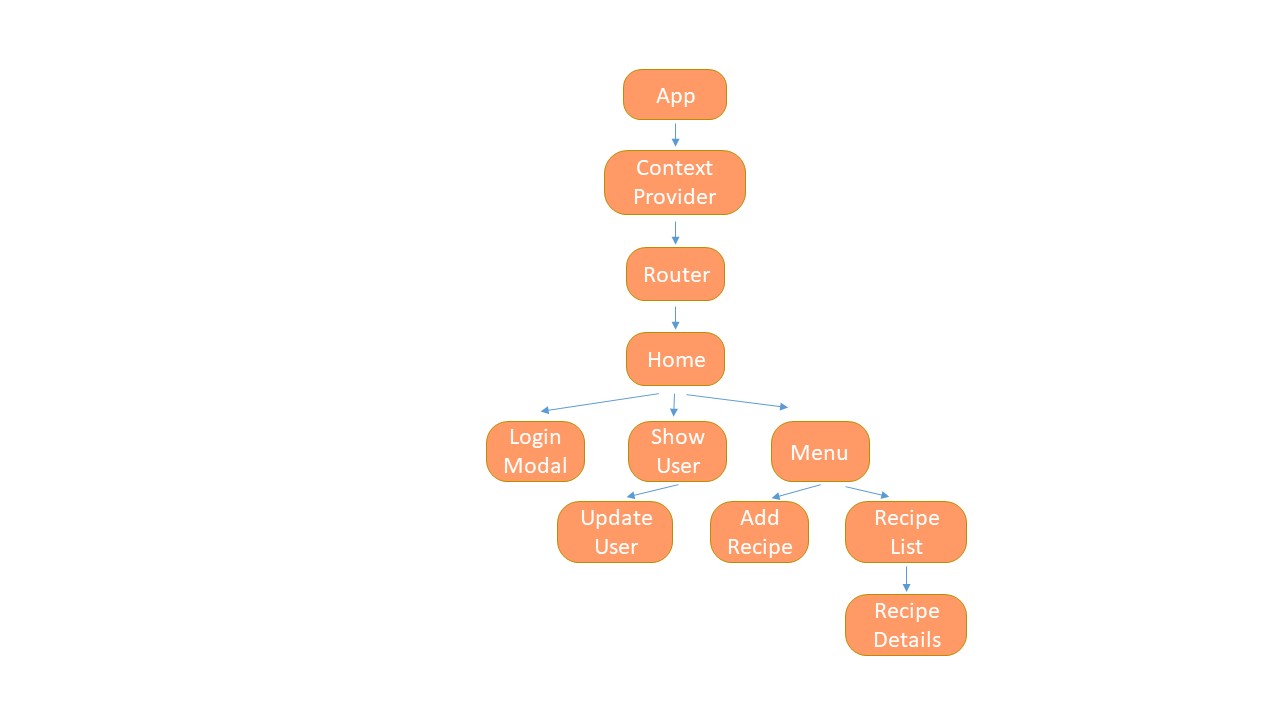 App
Context
Provider
Router
Home
Login
Modal
Show
User
Menu
Update
User
Add
Recipe
Recipe
List
Recipe
Details